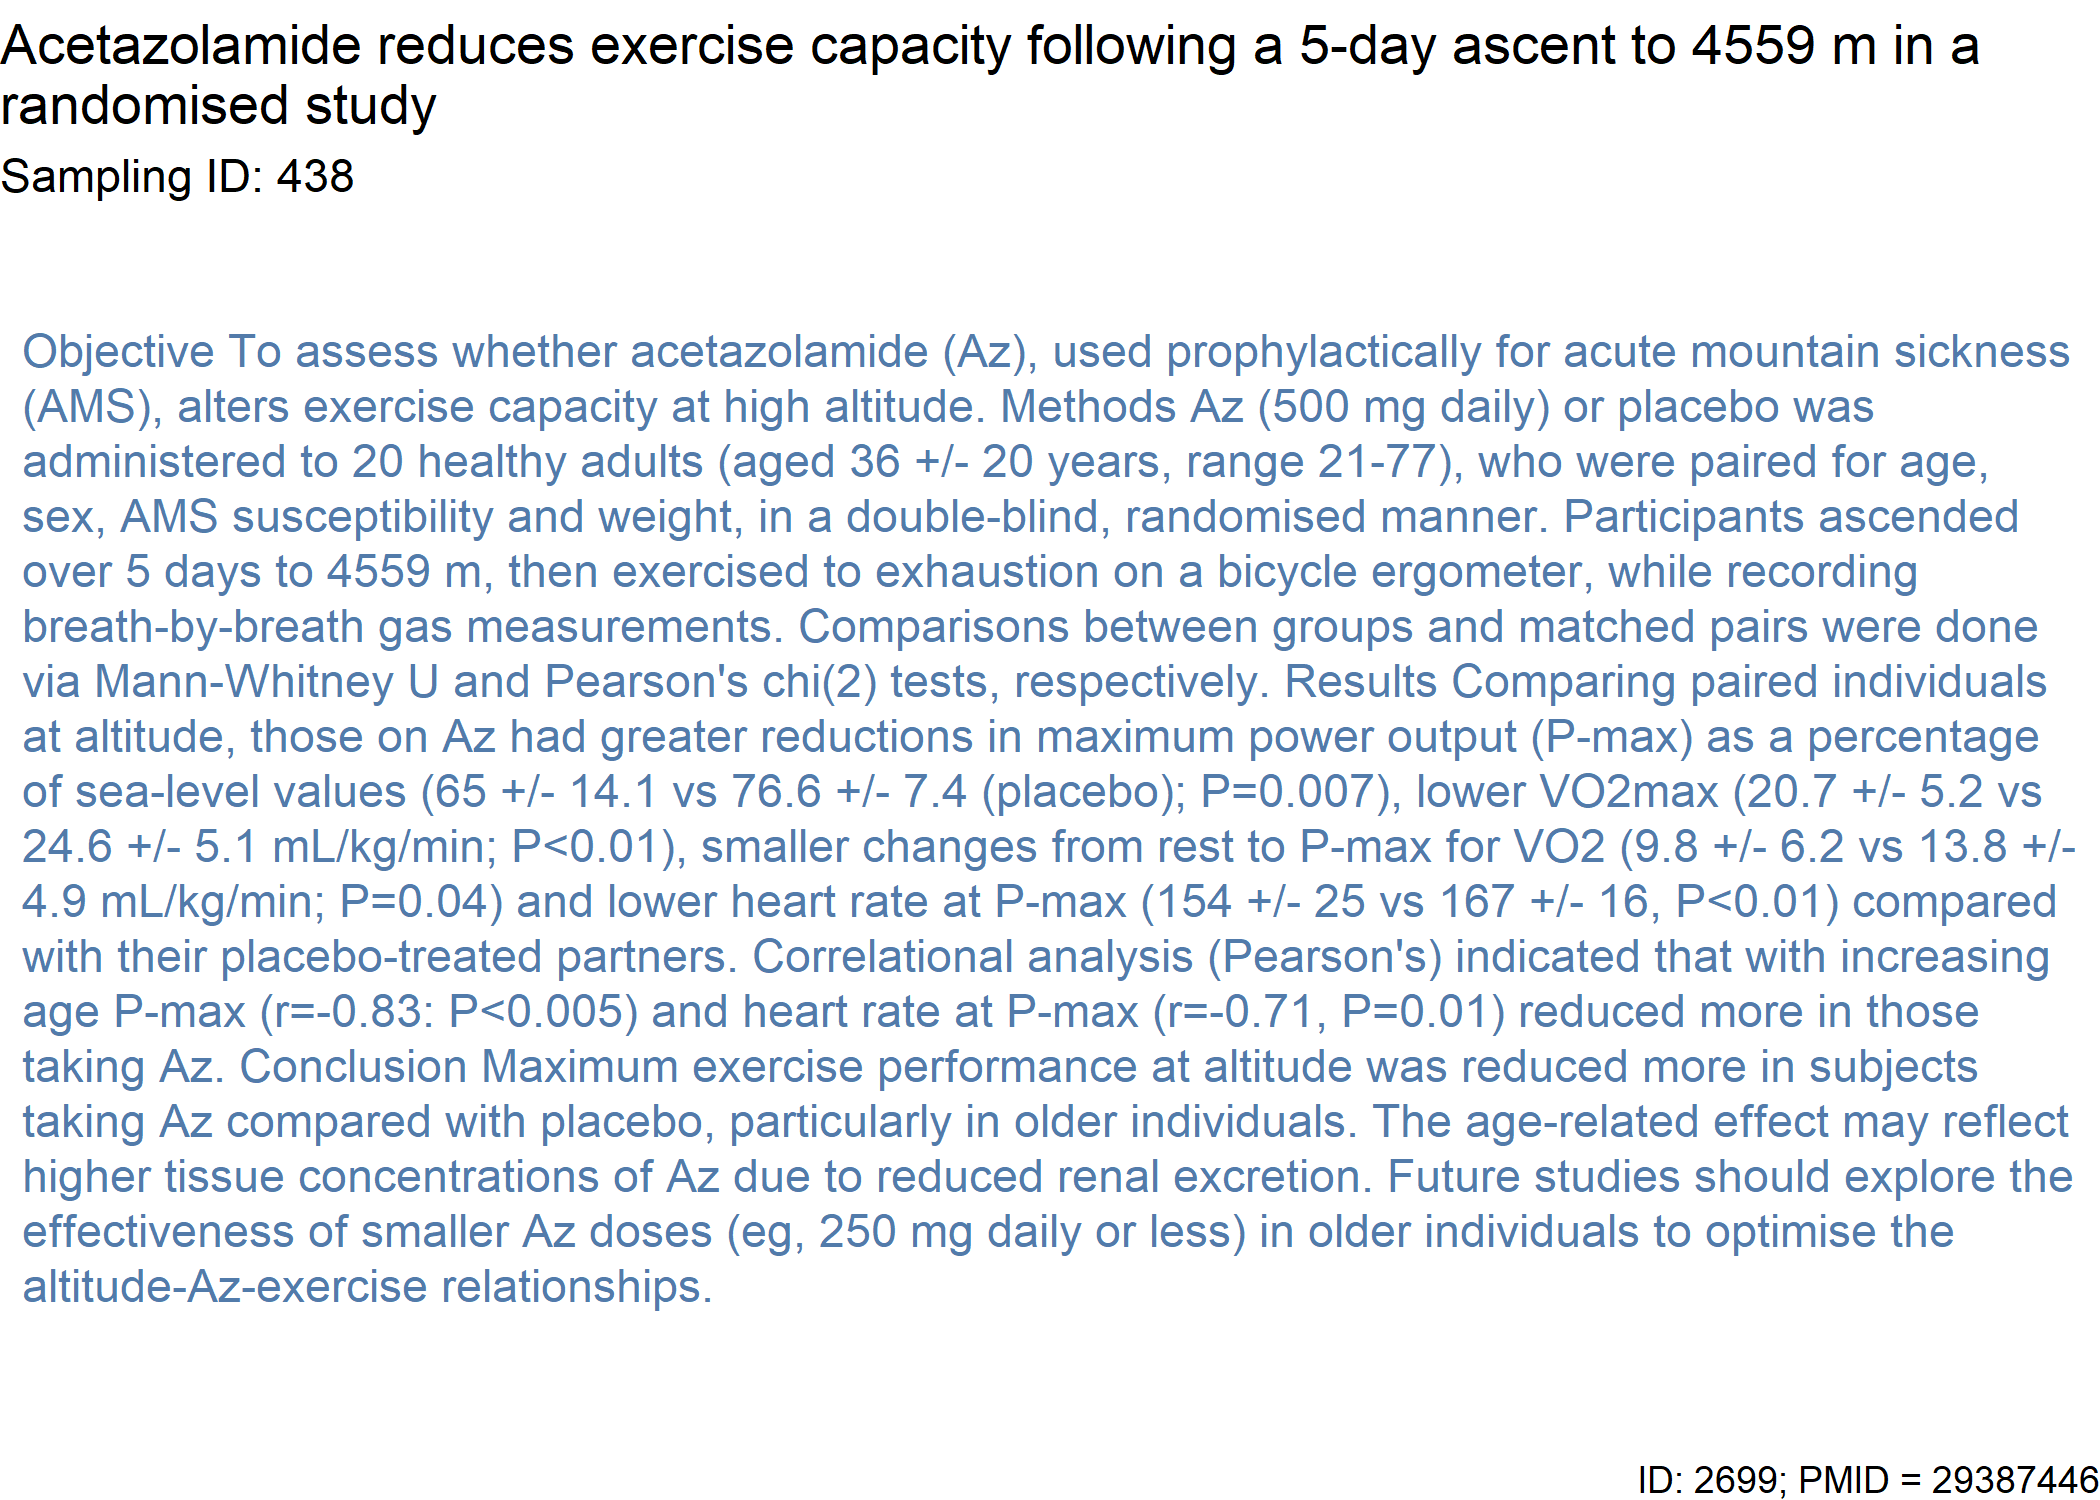 Acetazolamide reduces exercise capacity following a 5-day ascent to 4559 m in a
randomised study
Sampling ID: 438
Objective To assess whether acetazolamide (Az), used prophylactically for acute mountain sickness
(AMS), alters exercise capacity at high altitude. Methods Az (500 mg daily) or placebo was
administered to 20 healthy adults (aged 36 +/- 20 years, range 21-77), who were paired for age,
sex, AMS susceptibility and weight, in a double-blind, randomised manner. Participants ascended
over 5 days to 4559 m, then exercised to exhaustion on a bicycle ergometer, while recording
breath-by-breath gas measurements. Comparisons between groups and matched pairs were done
via Mann-Whitney U and Pearson's chi(2) tests, respectively. Results Comparing paired individuals
at altitude, those on Az had greater reductions in maximum power output (P-max) as a percentage
of sea-level values (65 +/- 14.1 vs 76.6 +/- 7.4 (placebo); P=0.007), lower VO2max (20.7 +/- 5.2 vs
24.6 +/- 5.1 mL/kg/min; P<0.01), smaller changes from rest to P-max for VO2 (9.8 +/- 6.2 vs 13.8 +/-
4.9 mL/kg/min; P=0.04) and lower heart rate at P-max (154 +/- 25 vs 167 +/- 16, P<0.01) compared
with their placebo-treated partners. Correlational analysis (Pearson's) indicated that with increasing
age P-max (r=-0.83: P<0.005) and heart rate at P-max (r=-0.71, P=0.01) reduced more in those
taking Az. Conclusion Maximum exercise performance at altitude was reduced more in subjects
taking Az compared with placebo, particularly in older individuals. The age-related effect may reflect
higher tissue concentrations of Az due to reduced renal excretion. Future studies should explore the
effectiveness of smaller Az doses (eg, 250 mg daily or less) in older individuals to optimise the
altitude-Az-exercise relationships.
ID: 2699; PMID = 29387446